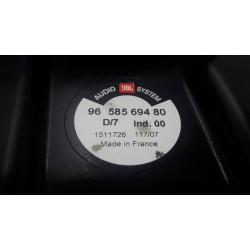 AUDIO JBL SYSTEM
96 585 694 80
D/7 Ind. 00
1511726 117/07
Made in France